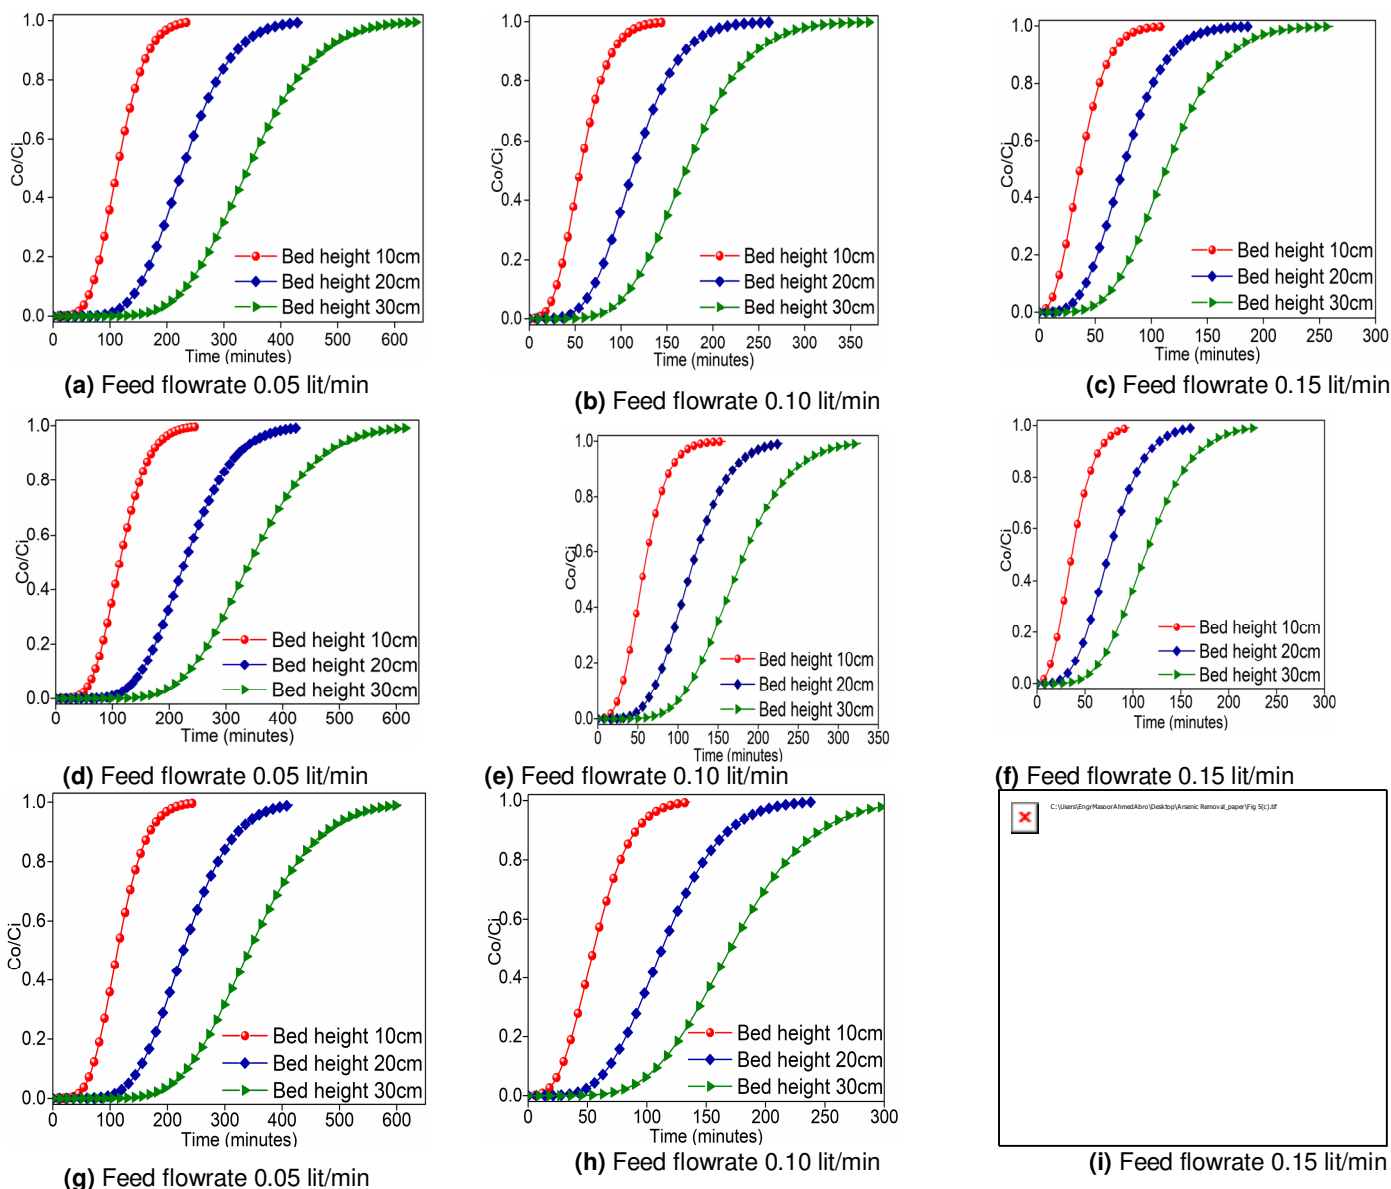 1.0
0.8
0.6
0.4
0.2
0.0
Co/Ci
Bed height 10cm
Bed height 20cm
Bed height 30cm
0 100 200 300 400 500 600
Time (minutes)
(a) Feed flowrate 0.05 lit/min
1.0
0.8
0.6
0.4
0.2
0.0
Co/Ci
Bed height 10cm
Bed height 20cm
Bed height 30cm
0 50 100 150 200 250 300 350
Time (minutes)
(b) Feed flowrate 0.10 lit/min
1.0
0.8
0.6
0.4
0.2
0.0
Co/Ci
Bed height 10cm
Bed height 20cm
Bed height 30cm
0 50 100 150 200 250 300
Time (minutes)
(c) Feed flowrate 0.15 lit/min
1.0
0.8
0.6
0.4
0.2
0.0
Co/Ci
Bed height 10cm
Bed height 20cm
Bed height 30cm
0 100 200 300 400 500 600
Time (minutes)
(d) Feed flowrate 0.05 lit/min
1.0
0.8
0.6
0.4
0.2
0.0
Co/Ci
Bed height 10cm
Bed height 20cm
Bed height 30cm
0 50 100 150 200 250 300 350
Time (minutes)
(e) Feed flowrate 0.10 lit/min
1.0
0.8
0.6
0.4
0.2
0.0
Co/Ci
Bed height 10cm
Bed height 20cm
Bed height 30cm
0 50 100 150 200 250 300
Time (minutes)
(f) Feed flowrate 0.15 lit/min
1.0
0.8
0.6
0.4
0.2
0.0
Co/Ci
Bed height 10cm
Bed height 20cm
Bed height 30cm
0 100 200 300 400 500 600
Time (minutes)
(g) Feed flowrate 0.05 lit/min
1.0
0.8
0.6
0.4
0.2
0.0
Co/Ci
Bed height 10cm
Bed height 20cm
Bed height 30cm
0 50 100 150 200 250 300
Time (minutes)
(h) Feed flowrate 0.10 lit/min
C:\Users\EngrMasoorAhmedAbro\Desktop\Arsenic Removal_paper\Fig 5(c).tif
(i) Feed flowrate 0.15 lit/min